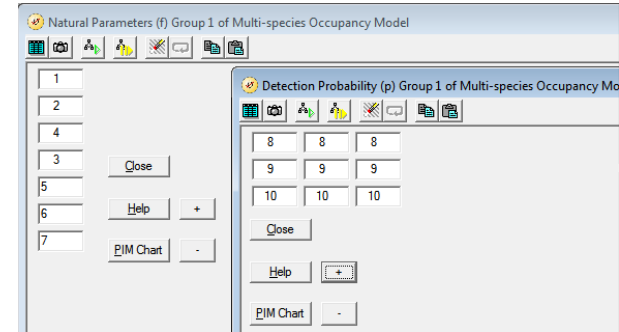 Natural Parameters (f) Group 1 of Multi-species Occupancy Model
1
2
4
3
5
6
7
Close
Help +
PIM Chart -
Detection Probability (p) Group 1 of Multi-species Occupancy Mo
8 8 8
9 9 9
10 10 10
Close
Help +
PIM Chart -